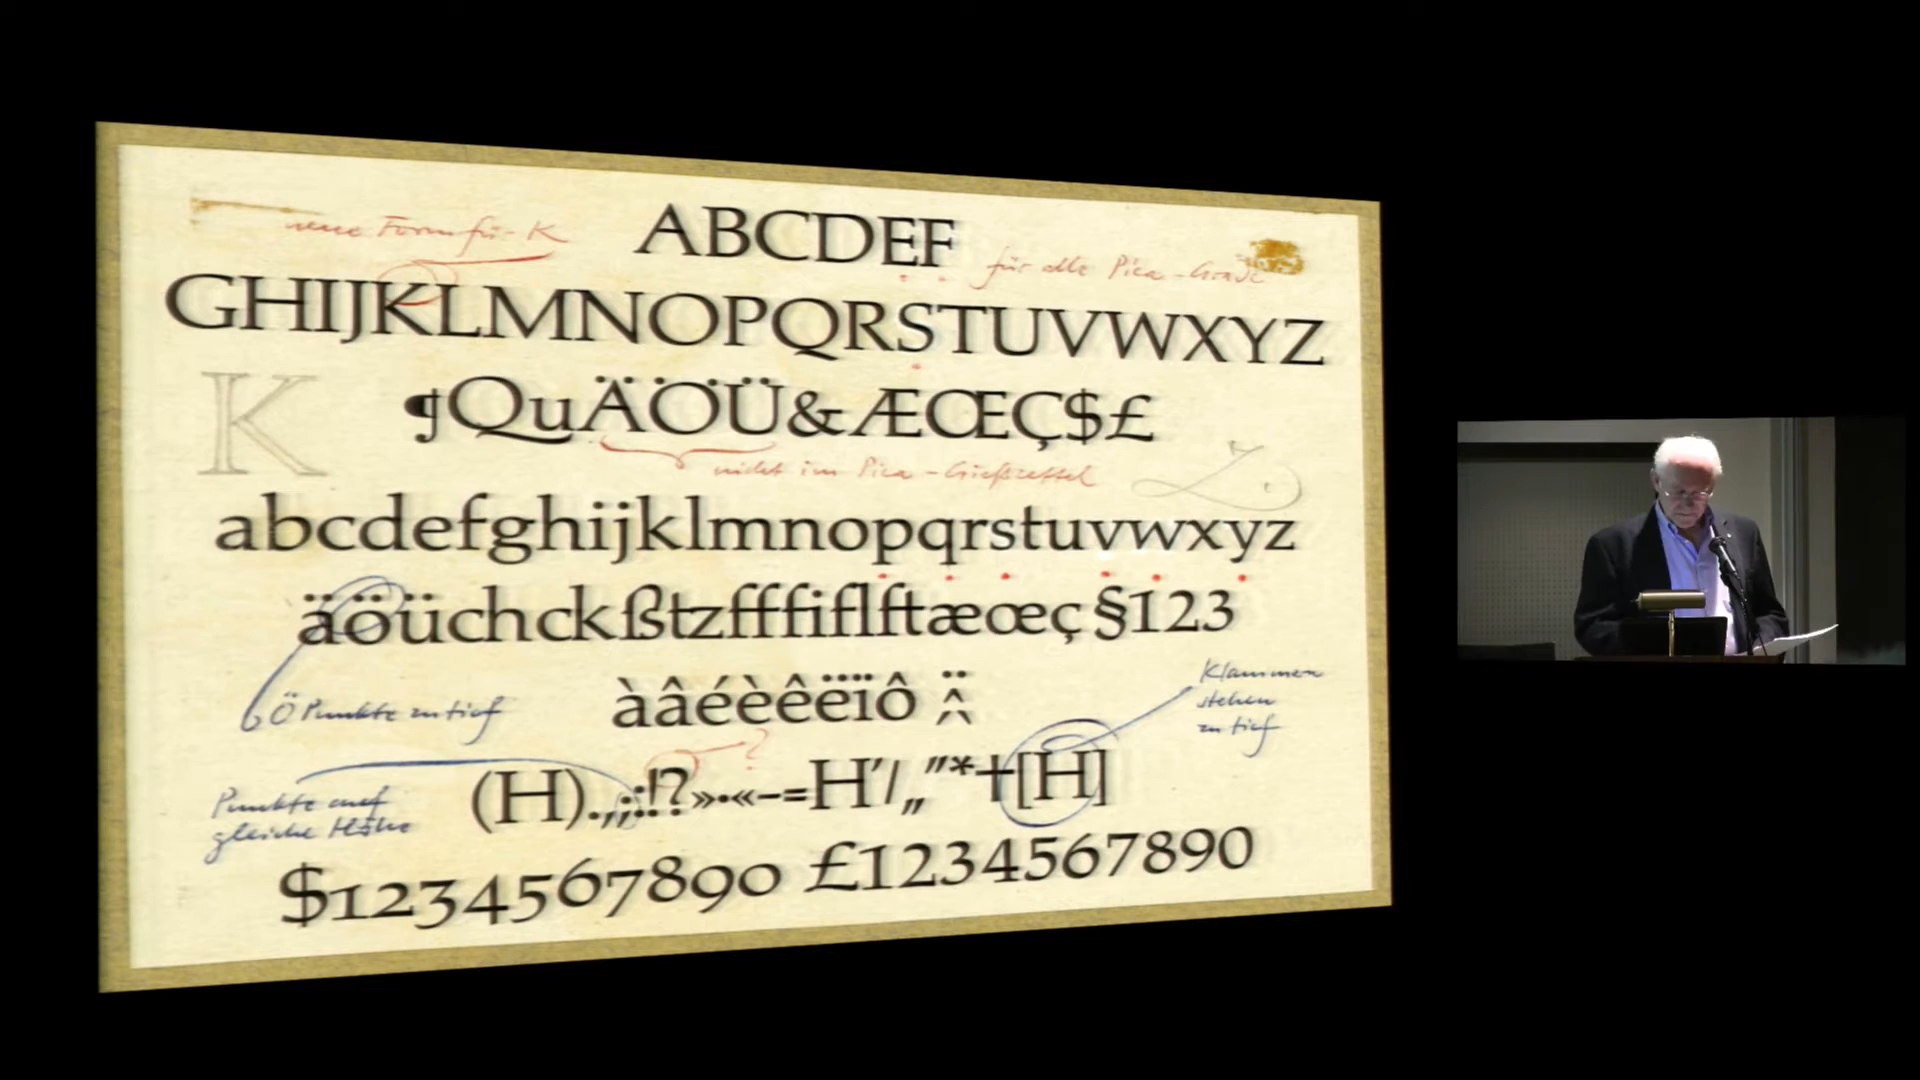 neue Form für K
ABCDEF
für alle Pica-Grade
GHIJKLMNOPQRSTUVWXYZ
K
¶QuÄÖÜ&ÆŒÇ$£
nicht im Pica-Gießzettel
abcdefghijklmnopqrstuvwxyz
äöüchckßtzfffiflftæœç§123
Ö Punkte zu tief
àâéèêëïô ¨ˆ
Klammern
stehen
zu tief
?
Punkte auf
gleiche Höhe
(H).,;:!?»·«–=H’/„”*†[H]
$1234567890 £1234567890